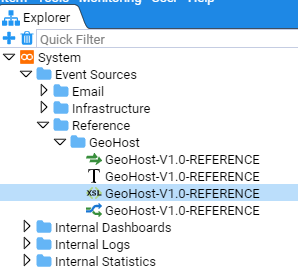 Item Tools Monitoring User Help
Explorer
Quick Filter
System
Event Sources
Email
Infrastructure
Reference
GeoHost
GeoHost-V1.0-REFERENCE
T GeoHost-V1.0-REFERENCE
XSL GeoHost-V1.0-REFERENCE
GeoHost-V1.0-REFERENCE
Internal Dashboards
Internal Logs
Internal Statistics